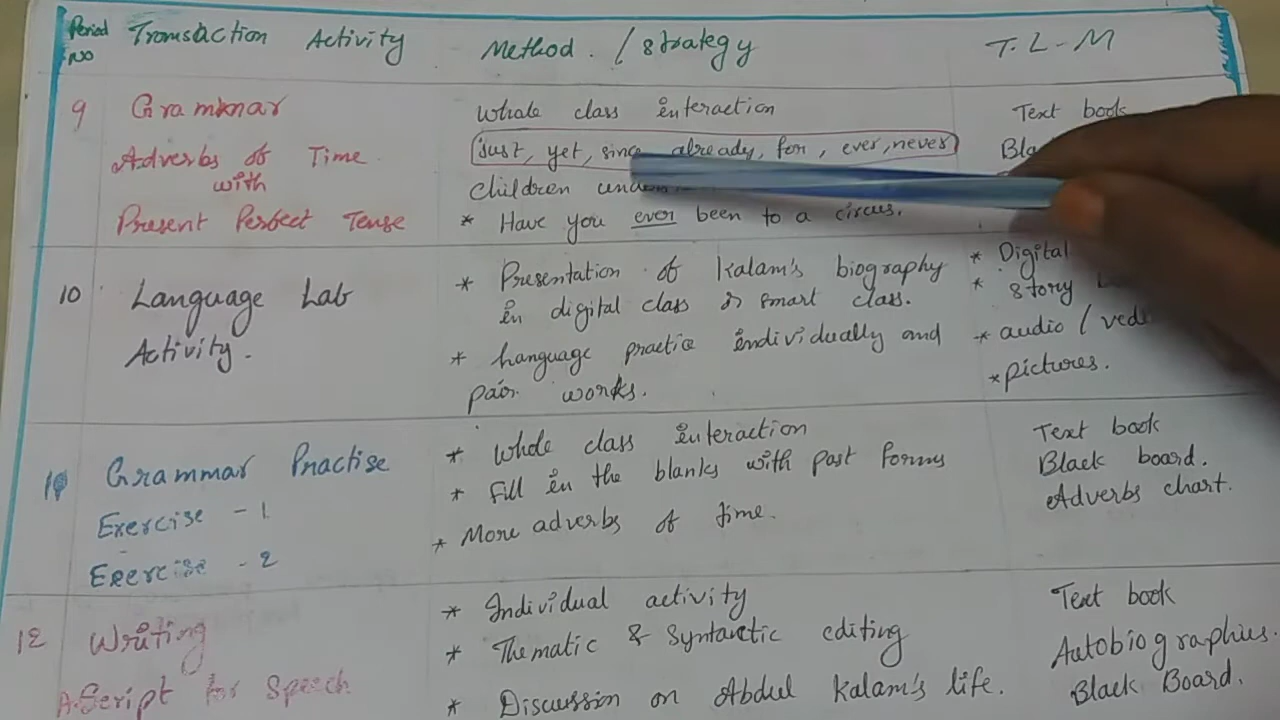 Period No Transaction Activity Method. / Strategy T. L - M
9 Grammar Whole class interaction Text book
Adverbs of Time with Just, yet, since already, for, ever, never
Present Perfect Tense children
* Have you ever been to a circus.
10 Language Lab Activity. * Presentation of Kalam's biography * Digital
in digital class or smart class. * Story
* Language practice individually and * audio /
pair works. * pictures.
11 Grammar Practise * Whole class interaction Text book
Exercise - 1 * Fill in the blanks with past forms Black board.
Exercise - 2 * More adverbs of time. Adverbs chart.
12 Writing * Individual activity Text book
A. Script for Speech * Thematic & Syntactic editing Autobiographies.
* Discussion on Abdul Kalam's life. Black Board.